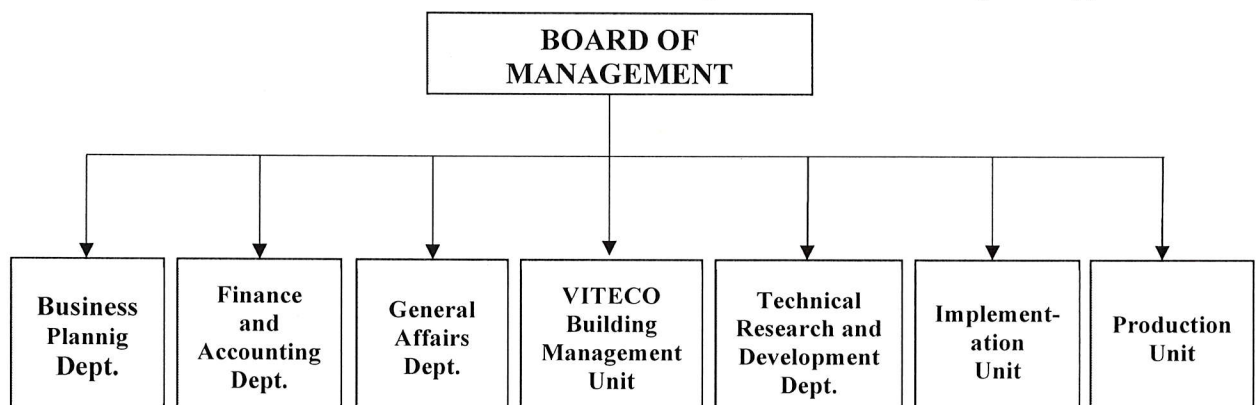 BOARD OF
MANAGEMENT
Business
Plannig
Dept.
Finance
and
Accounting
Dept.
General
Affairs
Dept.
VITECO
Building
Management
Unit
Technical
Research and
Development
Dept.
Implement-
ation
Unit
Production
Unit